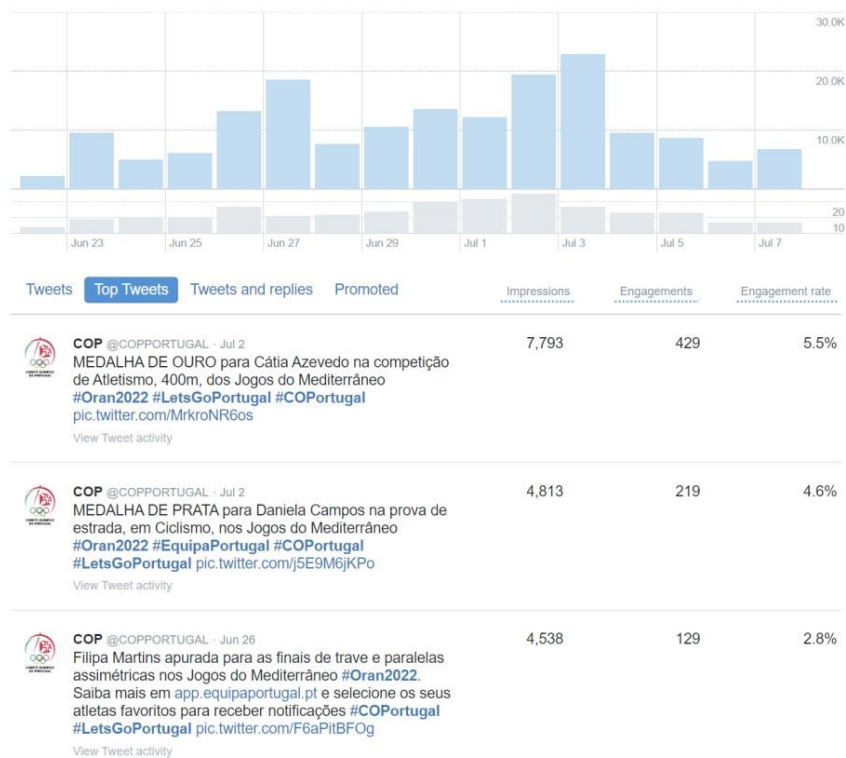 30.0K
20.0K
10.0K
20
10
Jun 23 Jun 25 Jun 27 Jun 29 Jul 1 Jul 3 Jul 5 Jul 7
Tweets Top Tweets Tweets and replies Promoted Impressions Engagements Engagement rate
COP @COPPORTUGAL · Jul 2 7,793 429 5.5%
MEDALHA DE OURO para Cátia Azevedo na competição
de Atletismo, 400m, dos Jogos do Mediterrâneo
#Oran2022 #LetsGoPortugal #COPortugal
pic.twitter.com/MrkroNR6os
View Tweet activity
COP @COPPORTUGAL · Jul 2 4,813 219 4.6%
MEDALHA DE PRATA para Daniela Campos na prova de
estrada, em Ciclismo, nos Jogos do Mediterrâneo
#Oran2022 #EquipaPortugal #COPortugal
#LetsGoPortugal pic.twitter.com/j5E9M6jKPo
View Tweet activity
COP @COPPORTUGAL · Jun 26 4,538 129 2.8%
Filipa Martins apurada para as finais de trave e paralelas
assimétricas nos Jogos do Mediterrâneo #Oran2022.
Saiba mais em app.equipaportugal.pt e selecione os seus
atletas favoritos para receber notificações #COPortugal
#LetsGoPortugal pic.twitter.com/F6aPitBFOg
View Tweet activity